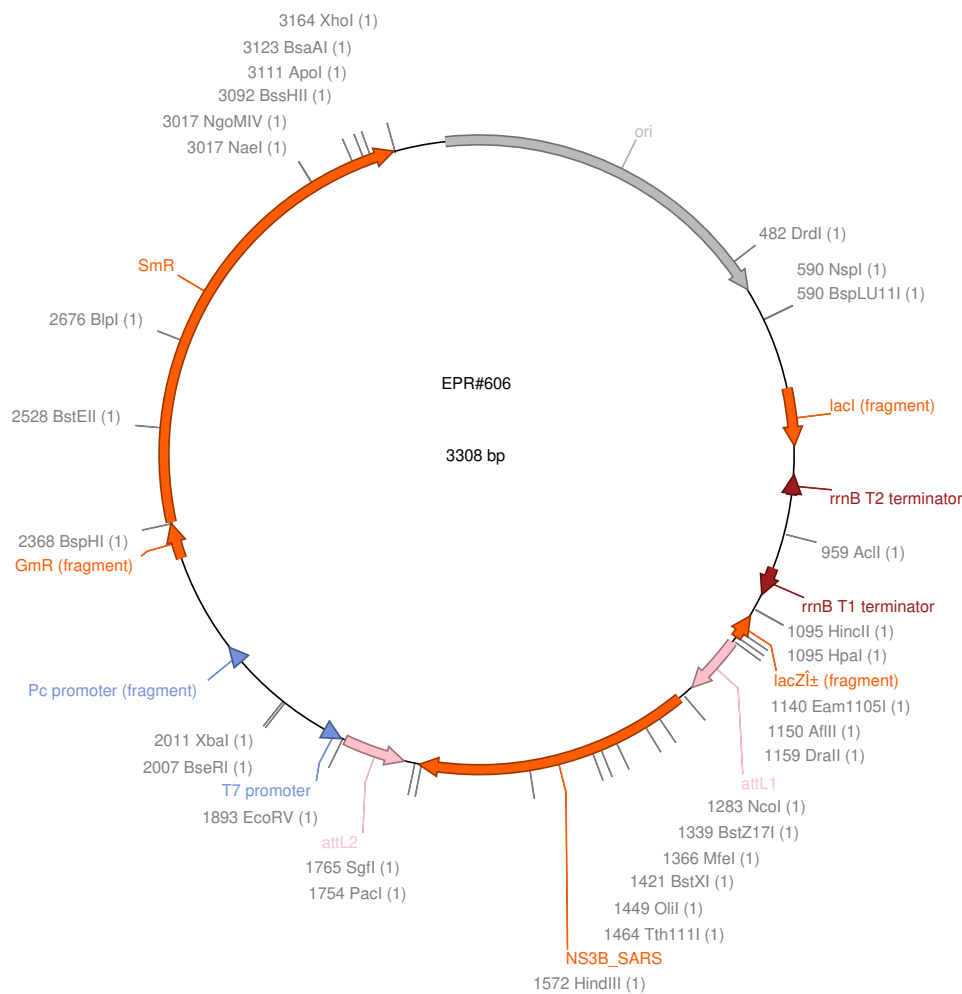 3164 XhoI (1)
3123 BsaAI (1)
3111 ApoI (1)
3092 BssHII (1)
3017 NgoMIV (1)
3017 NaeI (1)
ori
482 DrdI (1)
590 NspI (1)
590 BspLU11I (1)
SmR
2676 BlpI (1)
EPR#606
lacI (fragment)
2528 BstEII (1)
3308 bp
rrnB T2 terminator
2368 BspHI (1)
959 AclI (1)
GmR (fragment)
rrnB T1 terminator
1095 HincII (1)
1095 HpaI (1)
lacZÎ± (fragment)
Pc promoter (fragment)
1140 Eam1105I (1)
1150 AflIII (1)
2011 XbaI (1)
1159 DraII (1)
2007 BseRI (1)
attL1
T7 promoter
1283 NcoI (1)
1893 EcoRV (1)
1339 BstZ17I (1)
attL2
1366 MfeI (1)
1765 SgfI (1)
1421 BstXI (1)
1754 PacI (1)
1449 OliI (1)
1464 Tth111I (1)
NS3B_SARS
1572 HindIII (1)